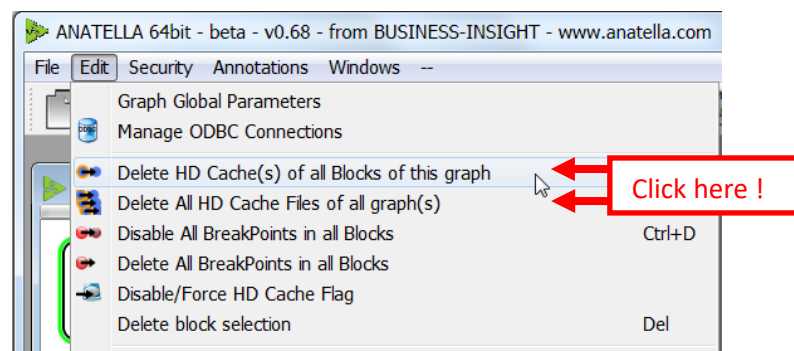 ANATELLA 64bit - beta - v0.68 - from BUSINESS-INSIGHT - www.anatella.com
File Edit Security Annotations Windows --
Graph Global Parameters
ODBC Manage ODBC Connections
Delete HD Cache(s) of all Blocks of this graph
Click here !
Delete All HD Cache Files of all graph(s)
Disable All BreakPoints in all Blocks Ctrl+D
Delete All BreakPoints in all Blocks
Disable/Force HD Cache Flag
Delete block selection Del